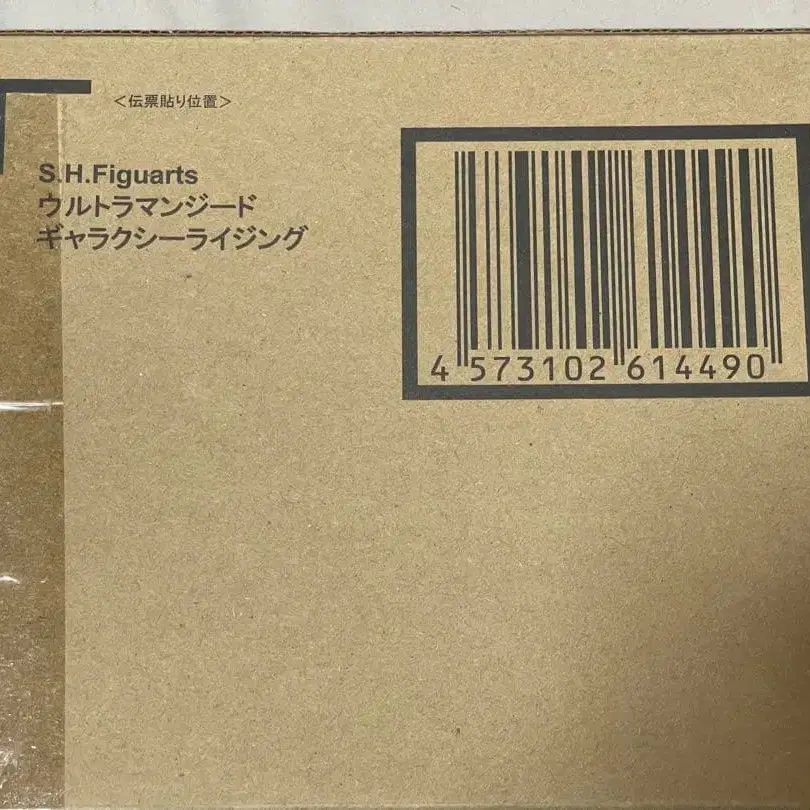 <伝票貼り位置>
S.H.Figuarts
ウルトラマンジード
ギャラクシーライジング
4 573102 614490